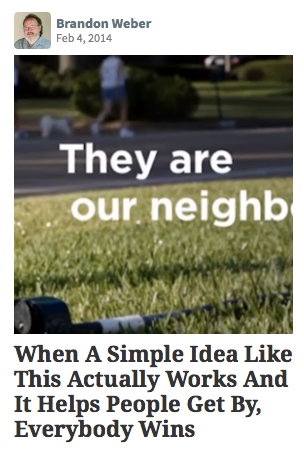 Brandon Weber
Feb 4, 2014
They are
our neighb
When A Simple Idea Like
This Actually Works And
It Helps People Get By,
Everybody Wins